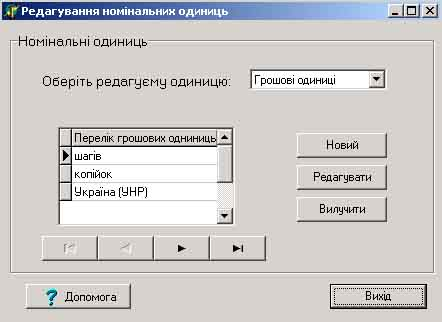 Редагування номінальних одиниць
Номінальні одиниць
Оберіть редагуєму одиницю:
Грошові одиниці
Перелік грошових одниниць
шагів
копійок
Україна (УНР)
Новий
Редагувати
Вилучити
? Допомога
Вихід